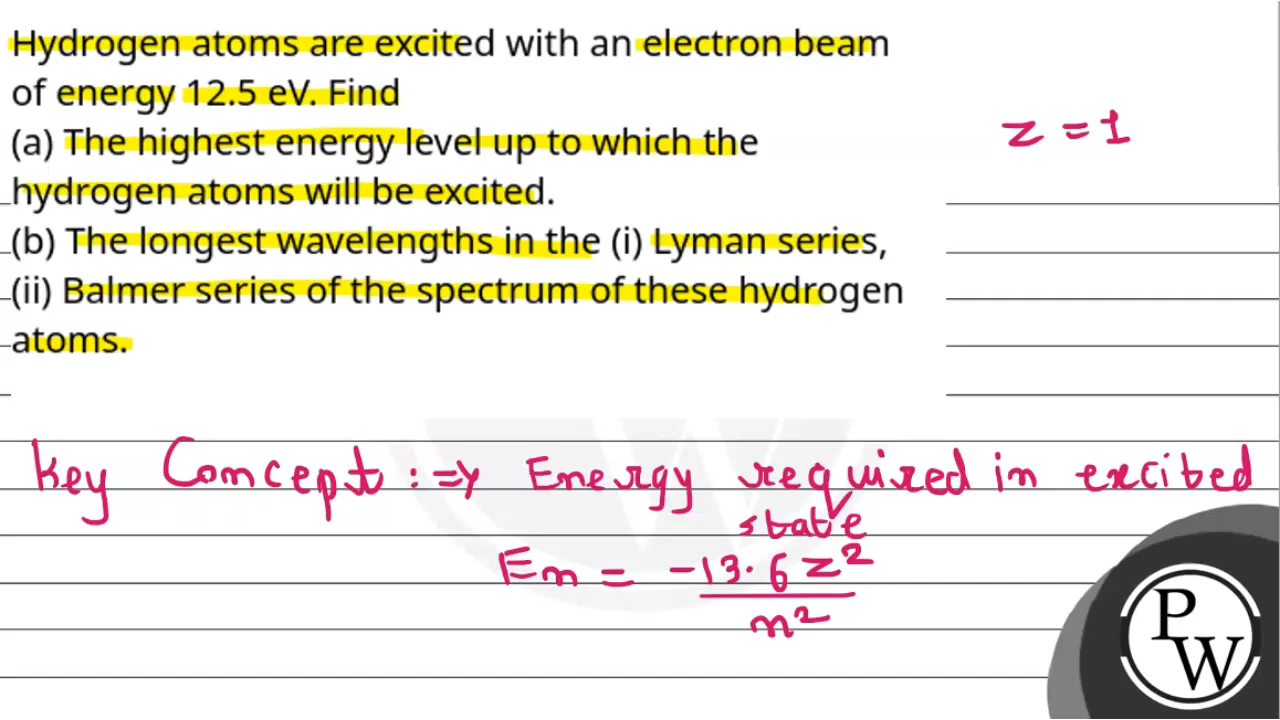 Hydrogen atoms are excited with an electron beam
of energy 12.5 eV. Find
(a) The highest energy level up to which the
hydrogen atoms will be excited.
(b) The longest wavelengths in the (i) Lyman series,
(ii) Balmer series of the spectrum of these hydrogen
atoms.
z = 1
Key Concept :⇒ Energy required in excited
state
En = -13.6 z²
n²
P
W